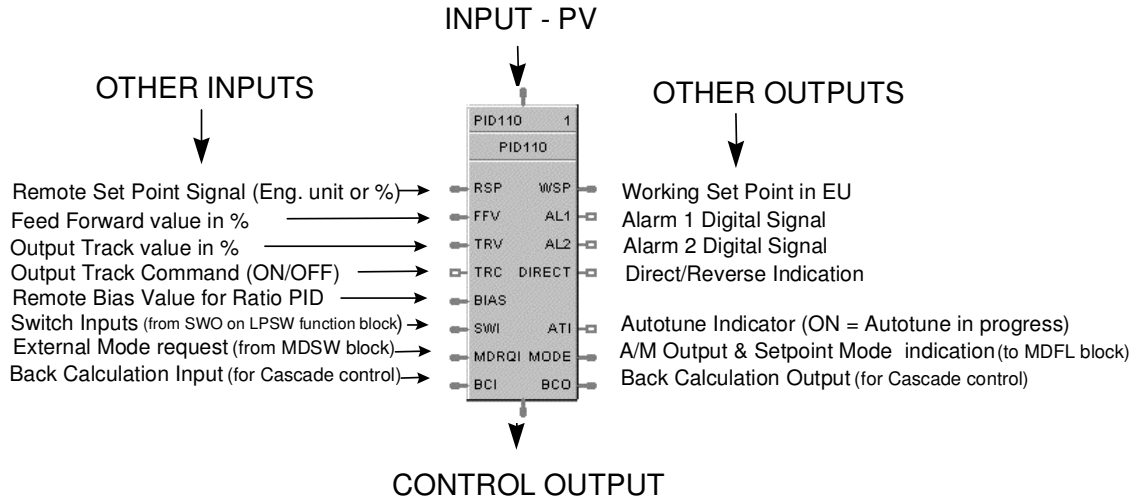 INPUT - PV
OTHER INPUTS
OTHER OUTPUTS
PID110 1
PID110
Remote Set Point Signal (Eng. unit or %) RSP WSP Working Set Point in EU
Feed Forward value in % FFV AL1 Alarm 1 Digital Signal
Output Track value in % TRV AL2 Alarm 2 Digital Signal
Output Track Command (ON/OFF) TRC DIRECT Direct/Reverse Indication
Remote Bias Value for Ratio PID BIAS
Switch Inputs (from SWO on LPSW function block) SWI ATI Autotune Indicator (ON = Autotune in progress)
External Mode request (from MDSW block) MDRQI MODE A/M Output & Setpoint Mode indication (to MDFL block)
Back Calculation Input (for Cascade control) BCI BCO Back Calculation Output (for Cascade control)
CONTROL OUTPUT